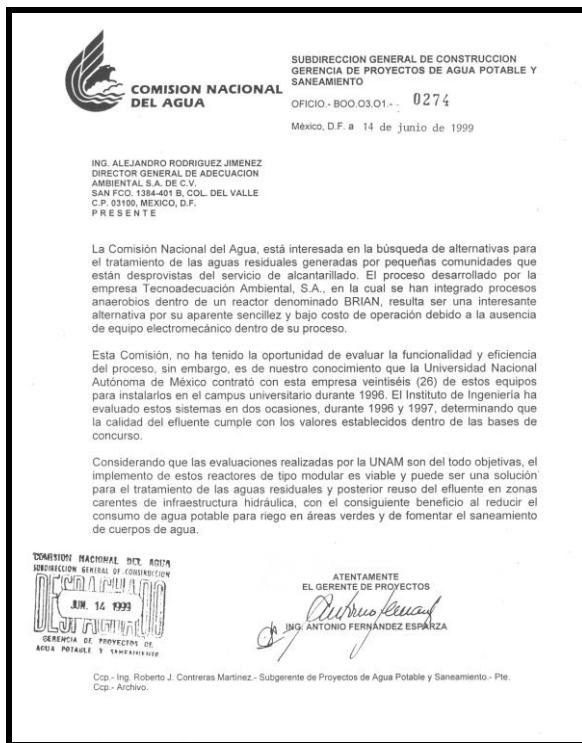 COMISION NACIONAL
DEL AGUA
SUBDIRECCION GENERAL DE CONSTRUCCION
GERENCIA DE PROYECTOS DE AGUA POTABLE Y
SANEAMIENTO
OFICIO.- BOO.03.O1.-. 0274
México, D.F. a 14 de junio de 1999
ING. ALEJANDRO RODRIGUEZ JIMENEZ
DIRECTOR GENERAL DE ADECUACION
AMBIENTAL S.A. DE C.V.
SAN FCO. 1384-401 B, COL. DEL VALLE
C.P. 03100, MEXICO, D.F.
P R E S E N T E
La Comisión Nacional del Agua, está interesada en la búsqueda de alternativas para
el tratamiento de las aguas residuales generadas por pequeñas comunidades que
están desprovistas del servicio de alcantarillado. El proceso desarrollado por la
empresa Tecnoadecuación Ambiental, S.A., en la cual se han integrado procesos
anaerobios dentro de un reactor denominado BRIAN, resulta ser una interesante
alternativa por su aparente sencillez y bajo costo de operación debido a la ausencia
de equipo electromecánico dentro de su proceso.
Esta Comisión, no ha tenido la oportunidad de evaluar la funcionalidad y eficiencia
del proceso, sin embargo, es de nuestro conocimiento que la Universidad Nacional
Autónoma de México contrató con esta empresa veintiséis (26) de estos equipos
para instalarlos en el campus universitario durante 1996. El Instituto de Ingeniería ha
evaluado estos sistemas en dos ocasiones, durante 1996 y 1997, determinando que
la calidad del efluente cumple con los valores establecidos dentro de las bases de
concurso.
Considerando que las evaluaciones realizadas por la UNAM son del todo objetivas, el
implemento de estos reactores de tipo modular es viable y puede ser una solución
para el tratamiento de las aguas residuales y posterior reuso del efluente en zonas
carentes de infraestructura hidráulica, con el consiguiente beneficio al reducir el
consumo de agua potable para riego en áreas verdes y de fomentar el saneamiento
de cuerpos de agua.
COMISION NACIONAL DEL AGUA
SUBDIRECCION GENERAL DE CONSTRUCCION
JUN. 14 1999
GERENCIA DE PROYECTOS DE
AGUA POTABLE Y SANEAMIENTO
ATENTAMENTE
EL GERENTE DE PROYECTOS
ING. ANTONIO FERNÁNDEZ ESPARZA
Ccp.- Ing. Roberto J. Contreras Martinez.- Subgerente de Proyectos de Agua Potable y Saneamiento.- Pte.
Ccp.- Archivo.